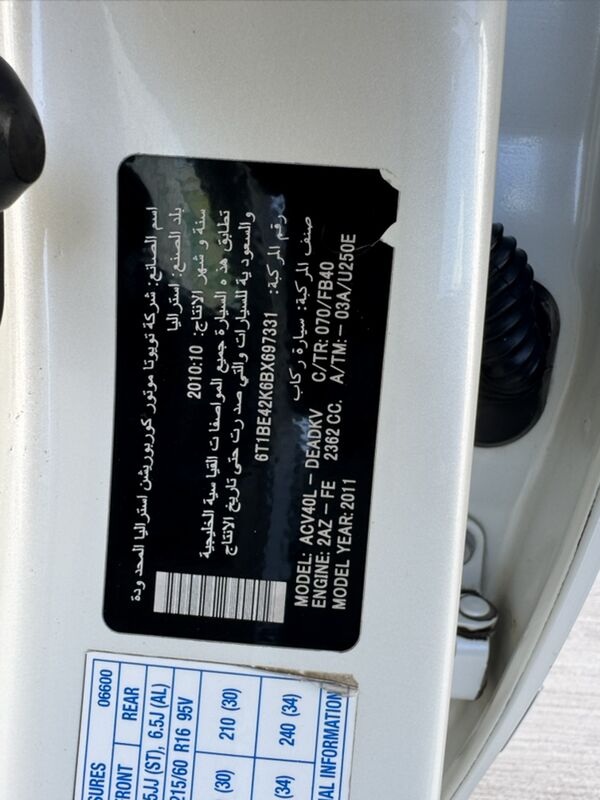 اسم الصانع: شركة تويوتا موتور كوربوريشن استراليا المحدودة
بلد الصنع: استراليا
سنة و شهر الانتاج: 2010:10
تطابق هذه السيارة جميع المواصفات القياسية الخليجية
والسعودية للسيارات والتي صدرت حتى تاريخ الانتاج
رقم المركبة: 6T1BE42K6BX697331
صنف المركبة: سيارة ركاب
MODEL: ACV40L - DEADKV C/TR: 070/FB40
ENGINE: 2AZ - FE 2362 CC. A/TM: - 03A/U250E
MODEL YEAR: 2011
06600
FRONT REAR
6.5J (AL)
215/60 R16 95V
(30) 210 (30)
(34) 240 (34)
INFORMATION